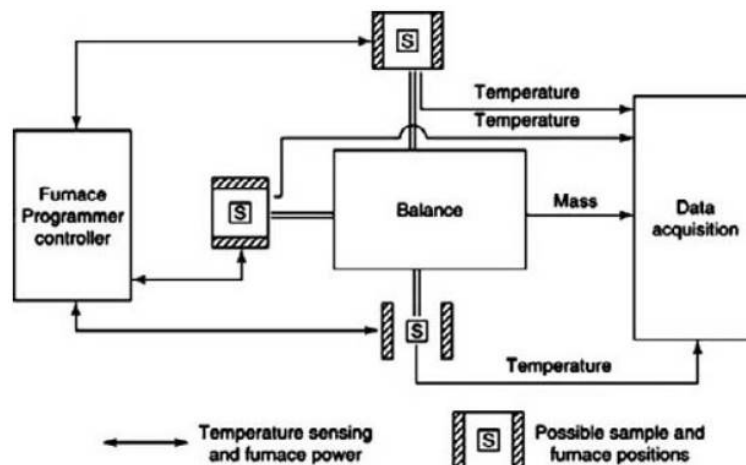 S
Temperature
Temperature
Furnace
Programmer
controller
S
Balance
Mass
Data
acquisition
S
Temperature
Temperature sensing
and furnace power
S
Possible sample and
furnace positions